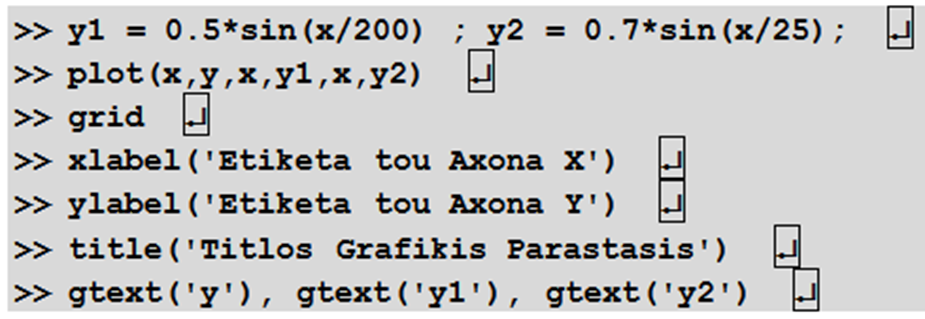 >> y1 = 0.5*sin(x/200) ; y2 = 0.7*sin(x/25); ↵
>> plot(x,y,x,y1,x,y2) ↵
>> grid ↵
>> xlabel('Etiketa tou Axona X') ↵
>> ylabel('Etiketa tou Axona Y') ↵
>> title('Titlos Grafikis Parastasis') ↵
>> gtext('y'), gtext('y1'), gtext('y2') ↵